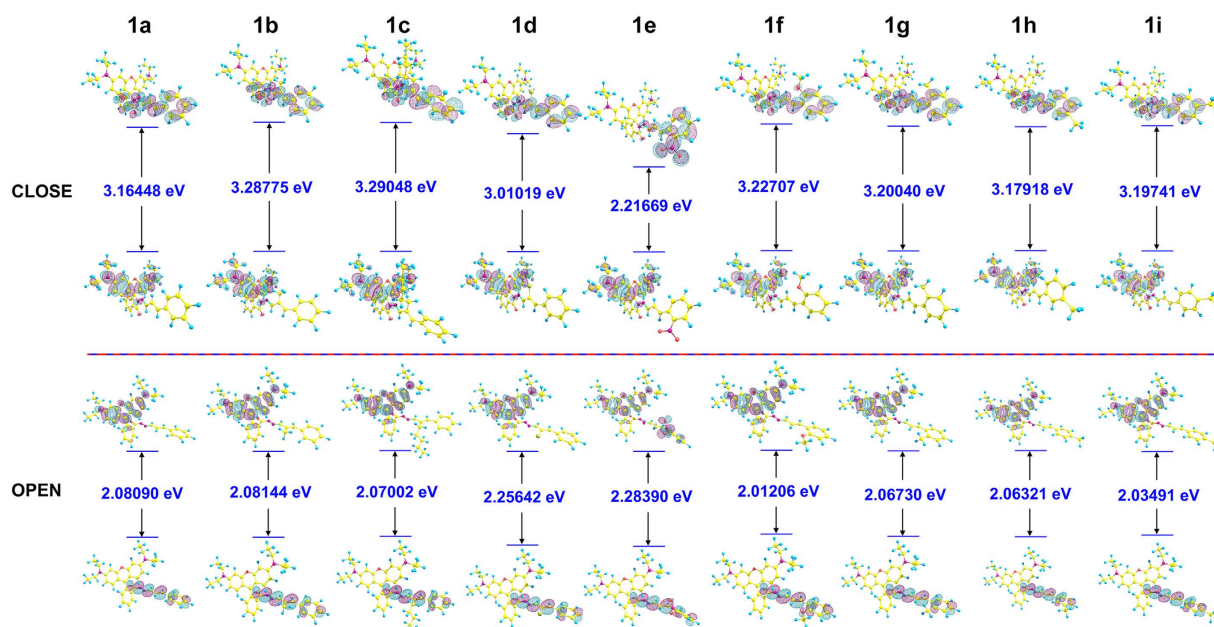 1a 1b 1c 1d 1e 1f 1g 1h 1i
CLOSE 3.16448 eV 3.28775 eV 3.29048 eV 3.01019 eV 2.21669 eV 3.22707 eV 3.20040 eV 3.17918 eV 3.19741 eV
OPEN 2.08090 eV 2.08144 eV 2.07002 eV 2.25642 eV 2.28390 eV 2.01206 eV 2.06730 eV 2.06321 eV 2.03491 eV